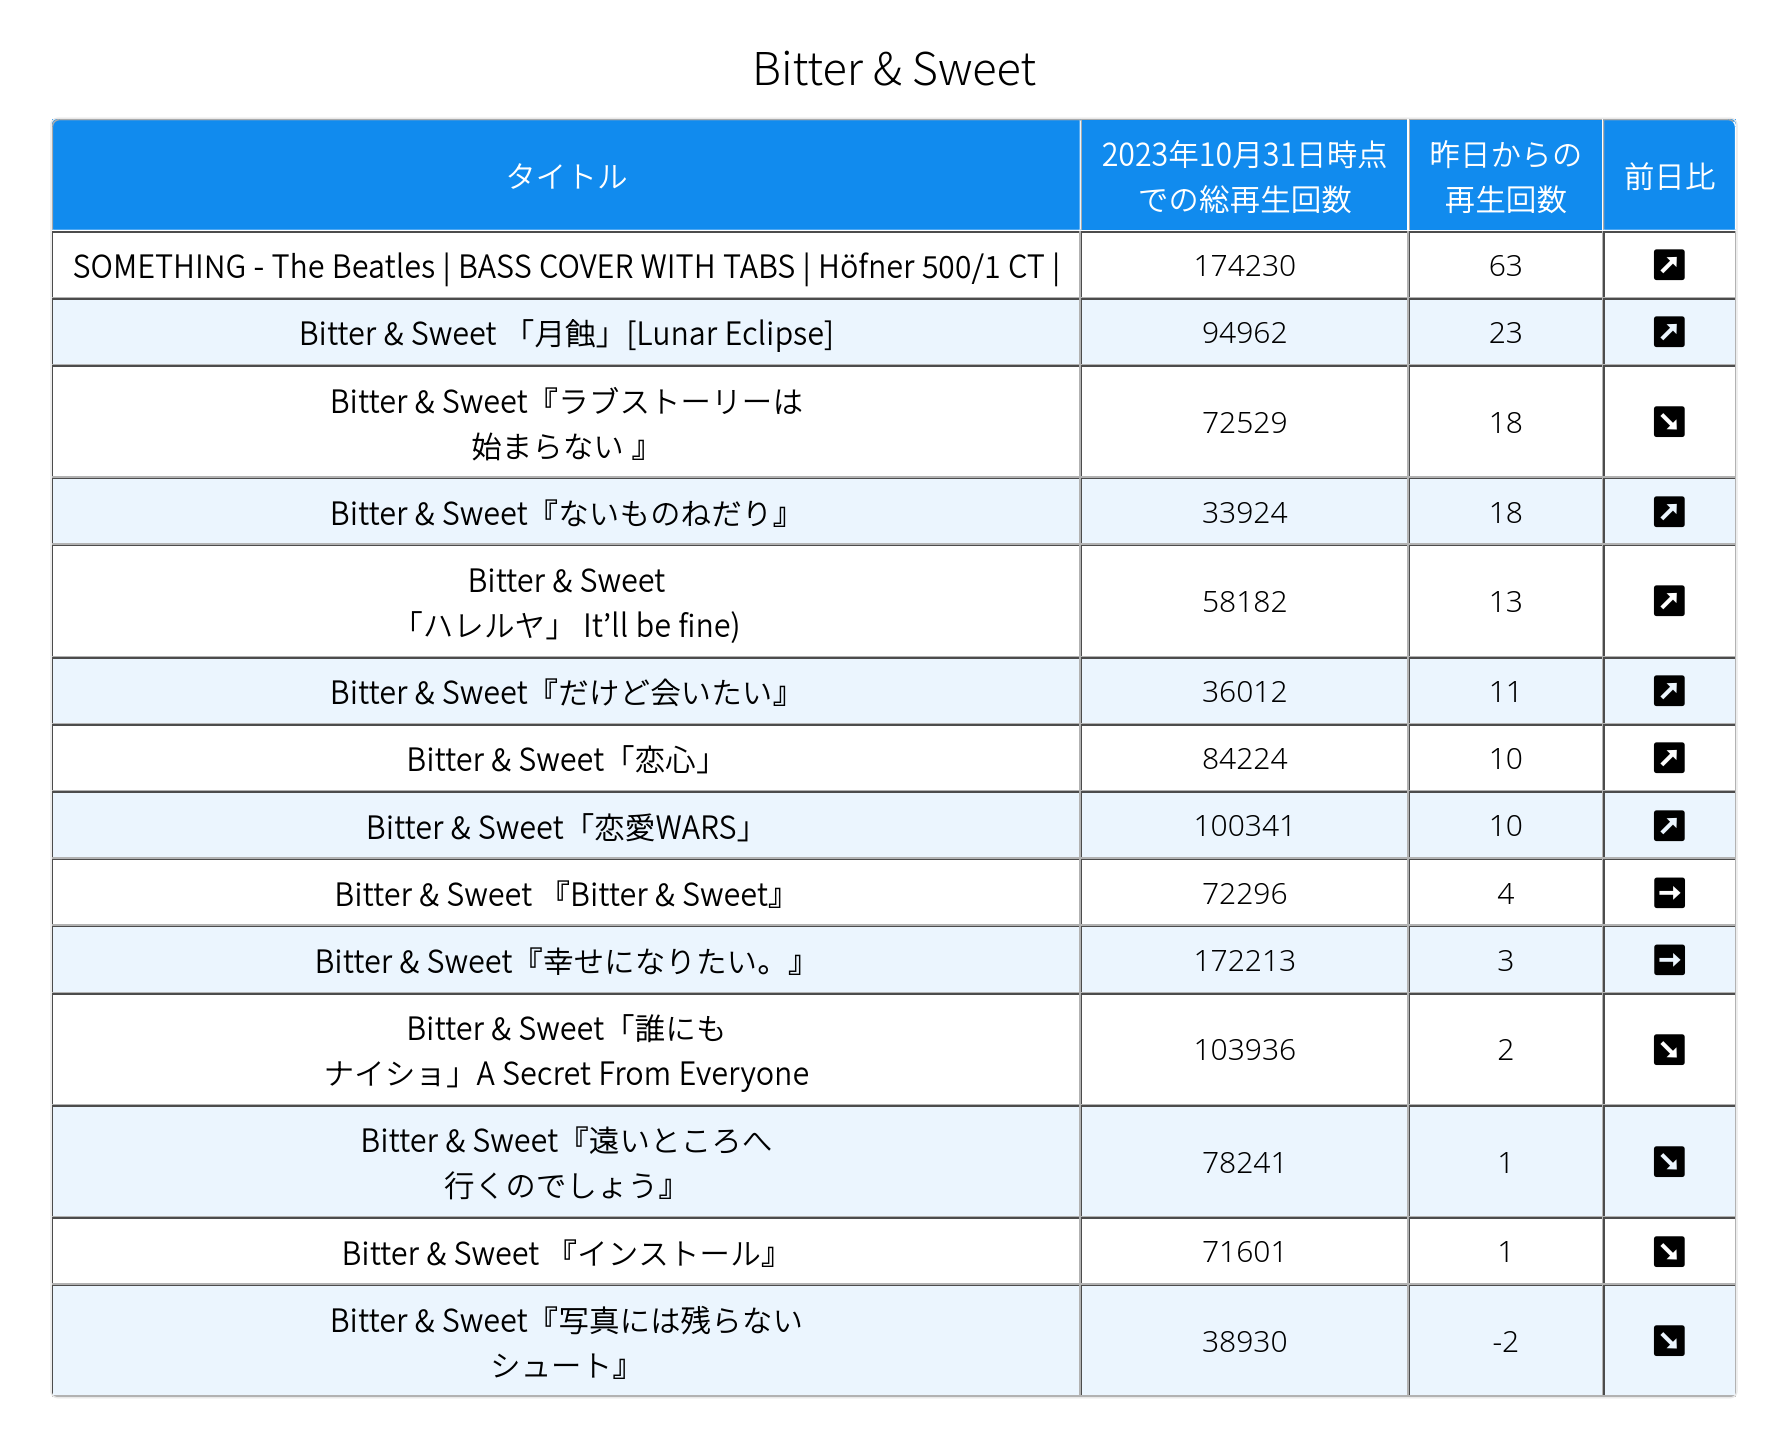 Bitter & Sweet
タイトル
2023年10月31日時点
での総再生回数
昨日からの
再生回数
前日比
SOMETHING - The Beatles | BASS COVER WITH TABS | Höfner 500/1 CT |
174230
63
Bitter & Sweet 「月蝕」[Lunar Eclipse]
94962
23
Bitter & Sweet『ラブストーリーは
始まらない 』
72529
18
Bitter & Sweet『ないものねだり』
33924
18
Bitter & Sweet
「ハレルヤ」 It’ll be fine)
58182
13
Bitter & Sweet『だけど会いたい』
36012
11
Bitter & Sweet「恋心」
84224
10
Bitter & Sweet「恋愛WARS」
100341
10
Bitter & Sweet 『Bitter & Sweet』
72296
4
Bitter & Sweet『幸せになりたい。』
172213
3
Bitter & Sweet「誰にも
ナイショ」A Secret From Everyone
103936
2
Bitter & Sweet『遠いところへ
行くのでしょう』
78241
1
Bitter & Sweet 『インストール』
71601
1
Bitter & Sweet『写真には残らない
シュート』
38930
-2